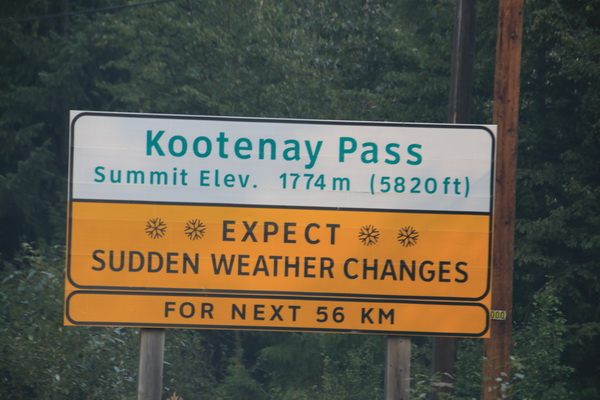 Kootenay Pass
Summit Elev. 1774m (5820ft)
EXPECT
SUDDEN WEATHER CHANGES
FOR NEXT 56 KM